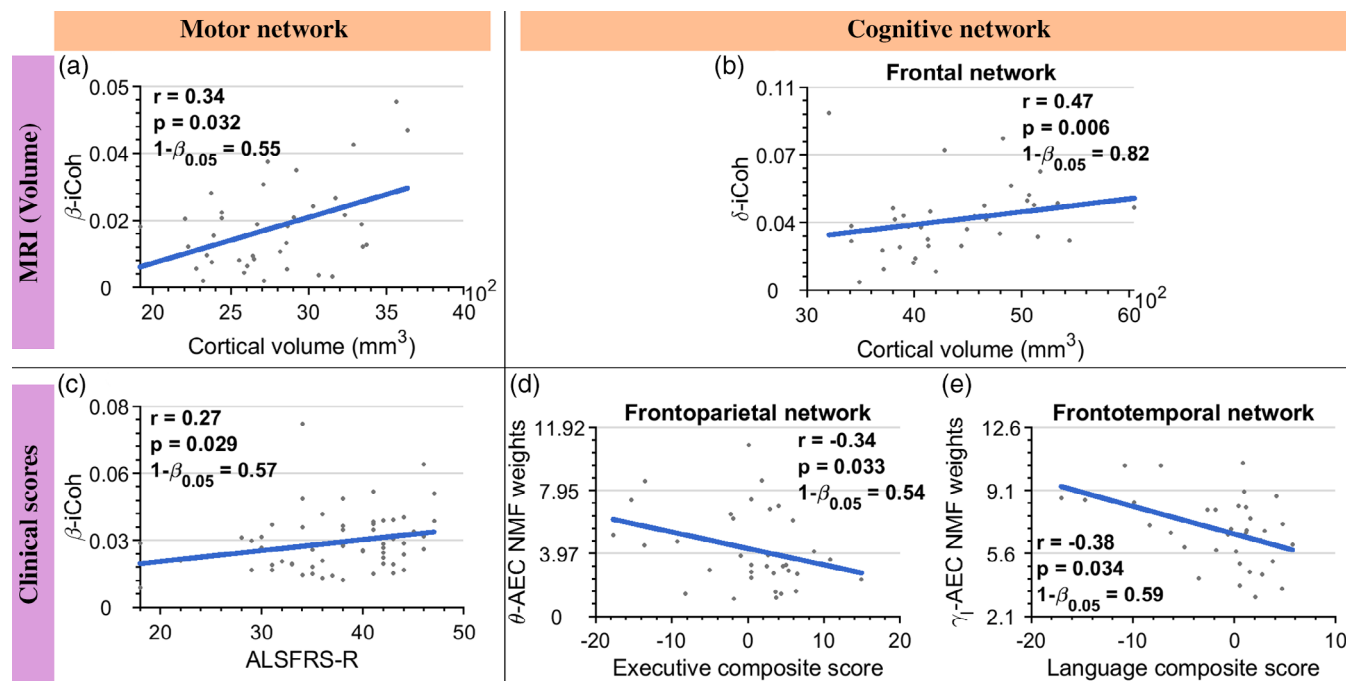 Motor network
Cognitive network
MRI (Volume)
Clinical scores
(a)
r = 0.34
p = 0.032
1-β0.05 = 0.55
β-iCoh
0.05
0.04
0.02
0
20
30
40
10²
Cortical volume (mm³)
(b)
Frontal network
r = 0.47
p = 0.006
1-β0.05 = 0.82
δ-iCoh
0.11
0.07
0.04
0
30
40
50
60
10²
Cortical volume (mm³)
(c)
r = 0.27
p = 0.029
1-β0.05 = 0.57
β-iCoh
0.08
0.06
0.03
0
20
30
40
50
ALSFRS-R
(d)
Frontoparietal network
r = -0.34
p = 0.033
1-β0.05 = 0.54
θ-AEC NMF weights
11.92
7.95
3.97
0
-20
-10
0
10
20
Executive composite score
(e)
Frontotemporal network
r = -0.38
p = 0.034
1-β0.05 = 0.59
γl-AEC NMF weights
12.6
9.1
5.6
2.1
-20
-10
0
10
Language composite score